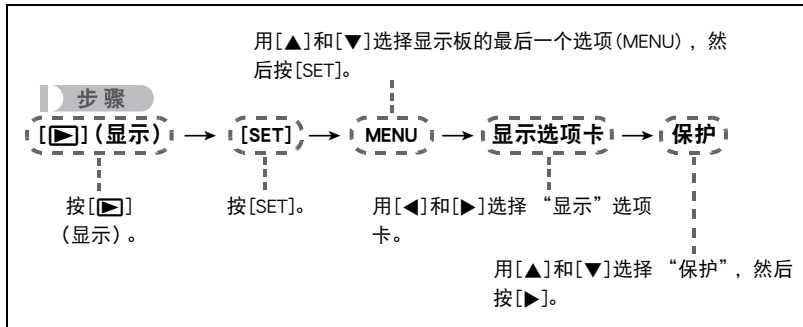 用[▲]和[▼]选择显示板的最后一个选项(MENU)，然
后按[SET]。
步骤
[▶]（显示） → [SET] → MENU → 显示选项卡 → 保护
按[▶]
（显示）。
按[SET]。
用[◀]和[▶]选择 “显示”选项
卡。
用[▲]和[▼]选择 “保护”，然后
按[▶]。